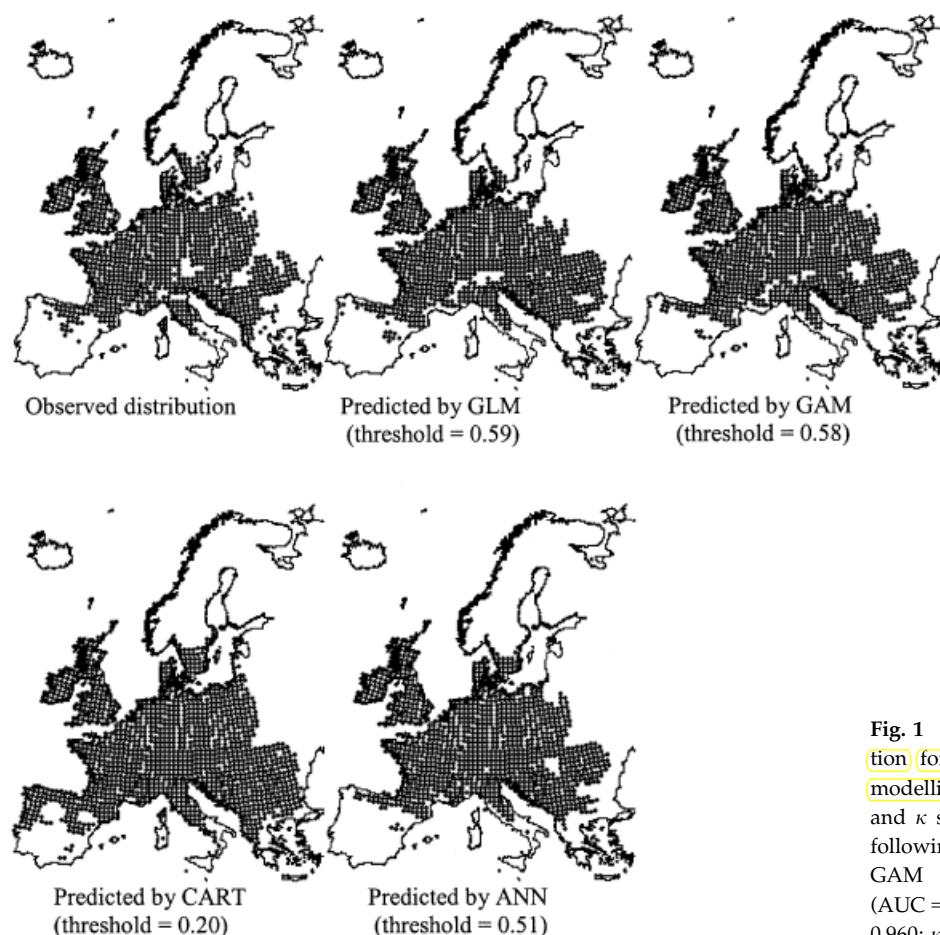 Observed distribution
Predicted by GLM
(threshold = 0.59)
Predicted by GAM
(threshold = 0.58)
Predicted by CART
(threshold = 0.20)
Predicted by ANN
(threshold = 0.51)
Fig. 1
tion for
modelli
and κ s
followin
GAM
(AUC =
0.960; κ